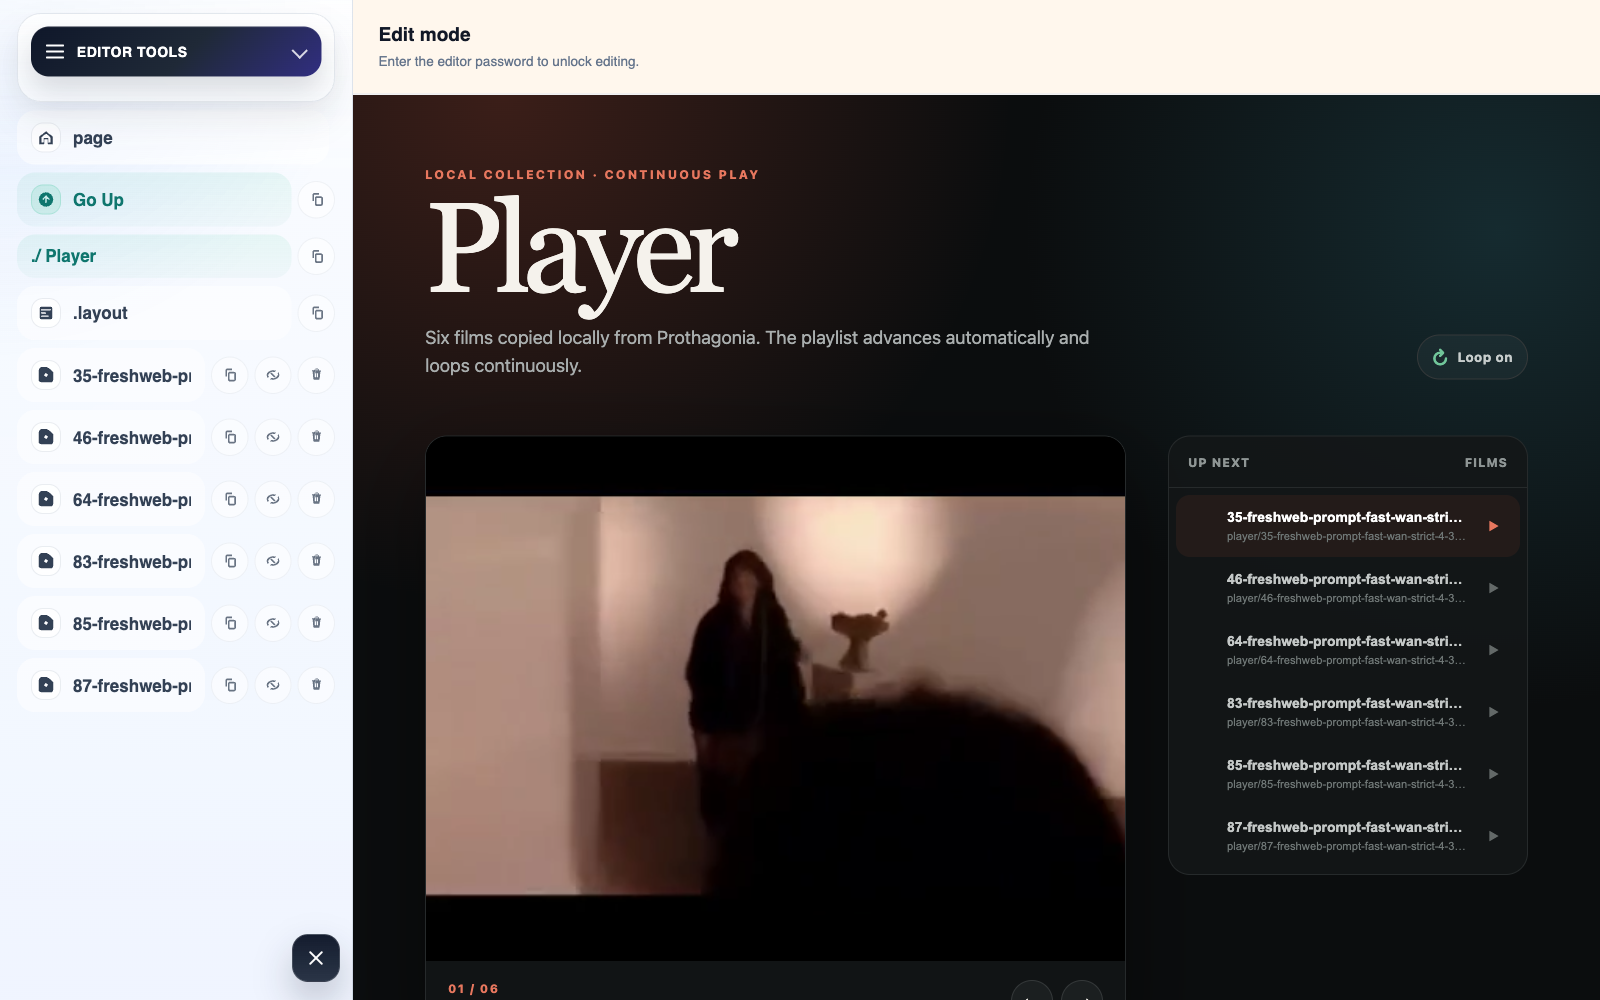 EDITOR TOOLS
page
Go Up
./ Player
.layout
35-freshweb-pr
46-freshweb-pr
64-freshweb-pr
83-freshweb-pr
85-freshweb-pr
87-freshweb-pr
Edit mode
Enter the editor password to unlock editing.
LOCAL COLLECTION · CONTINUOUS PLAY
Player
Six films copied locally from Prothagonia. The playlist advances automatically and
loops continuously.
Loop on
01 / 06
UP NEXT FILMS
35-freshweb-prompt-fast-wan-stri...
player/35-freshweb-prompt-fast-wan-strict-4-3...
46-freshweb-prompt-fast-wan-stri...
player/46-freshweb-prompt-fast-wan-strict-4-3...
64-freshweb-prompt-fast-wan-stri...
player/64-freshweb-prompt-fast-wan-strict-4-3...
83-freshweb-prompt-fast-wan-stri...
player/83-freshweb-prompt-fast-wan-strict-4-3...
85-freshweb-prompt-fast-wan-stri...
player/85-freshweb-prompt-fast-wan-strict-4-3...
87-freshweb-prompt-fast-wan-stri...
player/87-freshweb-prompt-fast-wan-strict-4-3...